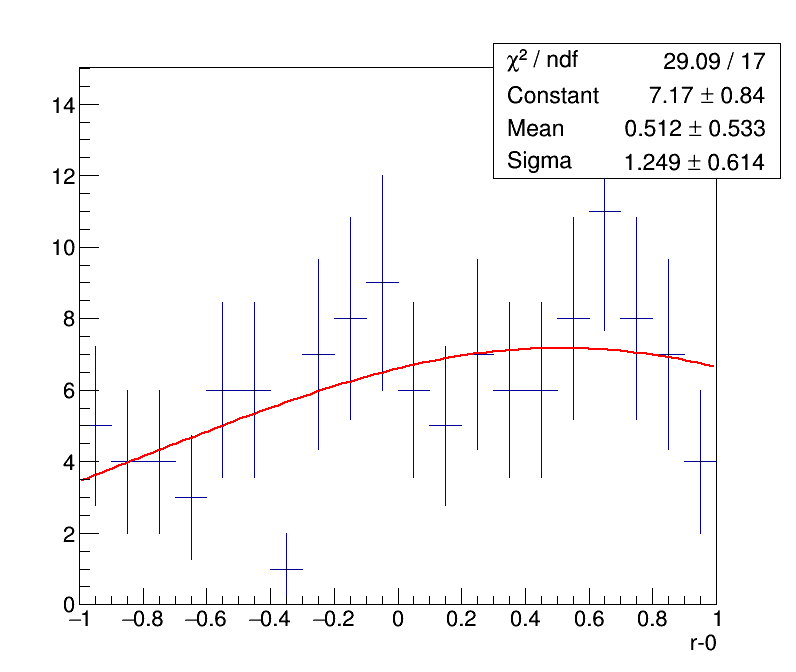 χ² / ndf 29.09 / 17
Constant 7.17 ± 0.84
Mean 0.512 ± 0.533
Sigma 1.249 ± 0.614
14
12
10
8
6
4
2
0
−1 −0.8 −0.6 −0.4 −0.2 0 0.2 0.4 0.6 0.8 1
r-0